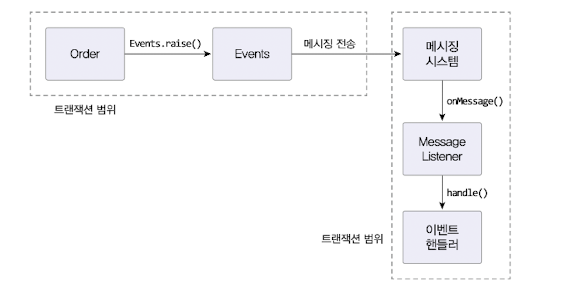 Order
Events.raise()
Events
메시징 전송
메시징
시스템
트랜잭션 범위
onMessage()
Message
Listener
handle()
트랜잭션 범위
이벤트
핸들러